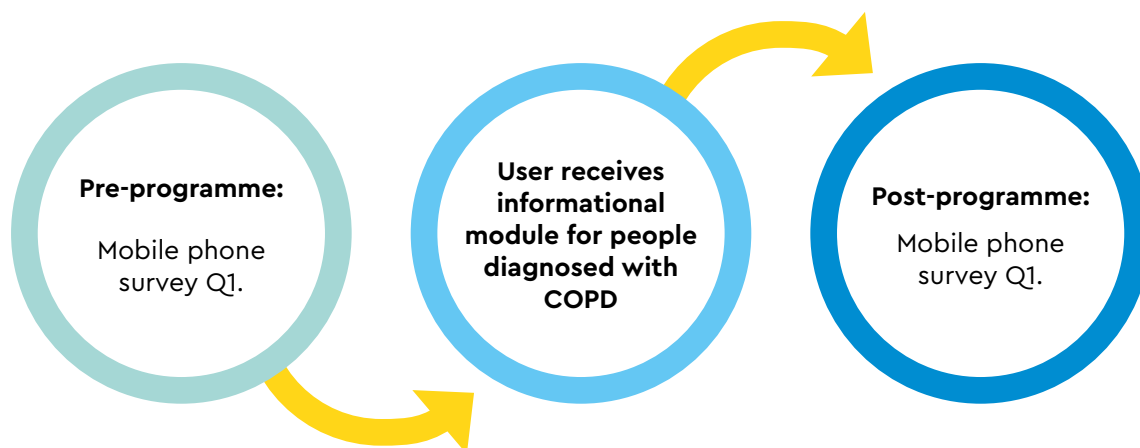 Pre-programme:
Mobile phone
survey Q1.
User receives
informational
module for people
diagnosed with
COPD
Post-programme:
Mobile phone
survey Q1.